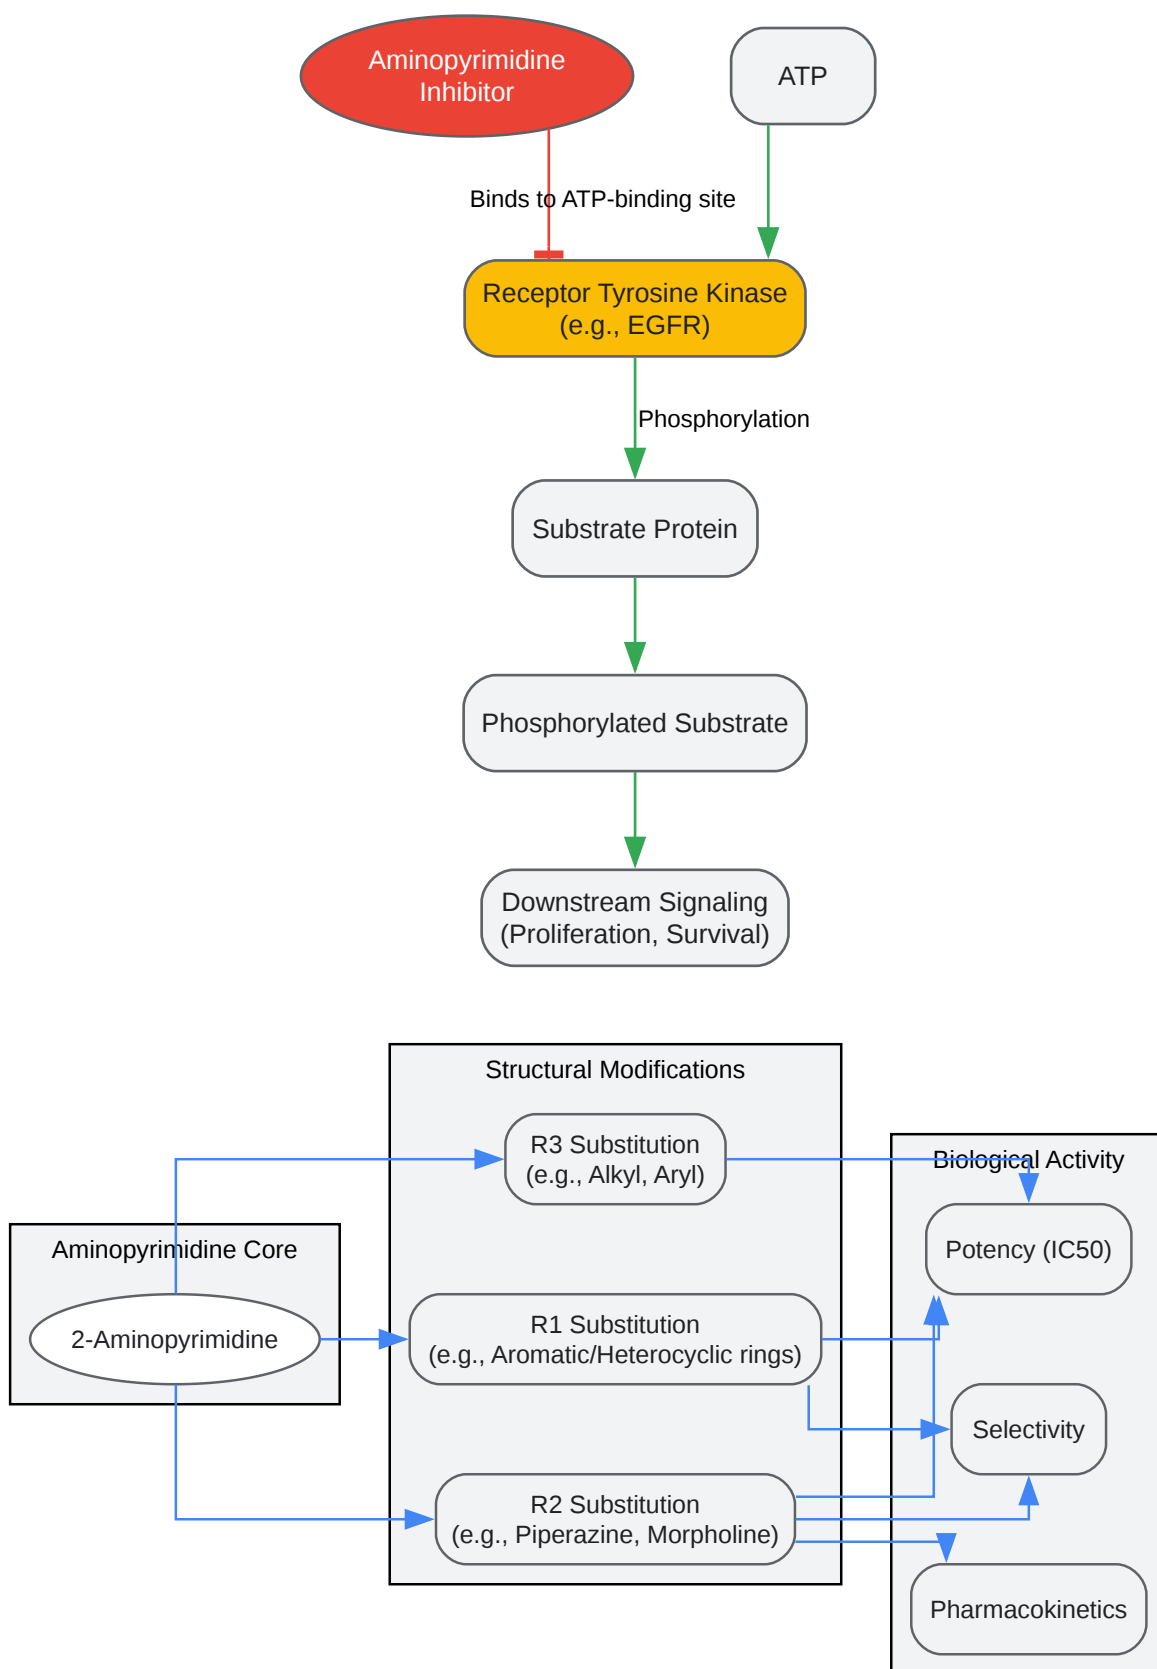 Aminopyrimidine
Inhibitor
ATP
Binds to ATP-binding site
Receptor Tyrosine Kinase
(e.g., EGFR)
Phosphorylation
Substrate Protein
Phosphorylated Substrate
Downstream Signaling
(Proliferation, Survival)
Structural Modifications
R3 Substitution
(e.g., Alkyl, Aryl)
Biological Activity
Aminopyrimidine Core
Potency (IC50)
2-Aminopyrimidine
R1 Substitution
(e.g., Aromatic/Heterocyclic rings)
Selectivity
R2 Substitution
(e.g., Piperazine, Morpholine)
Pharmacokinetics